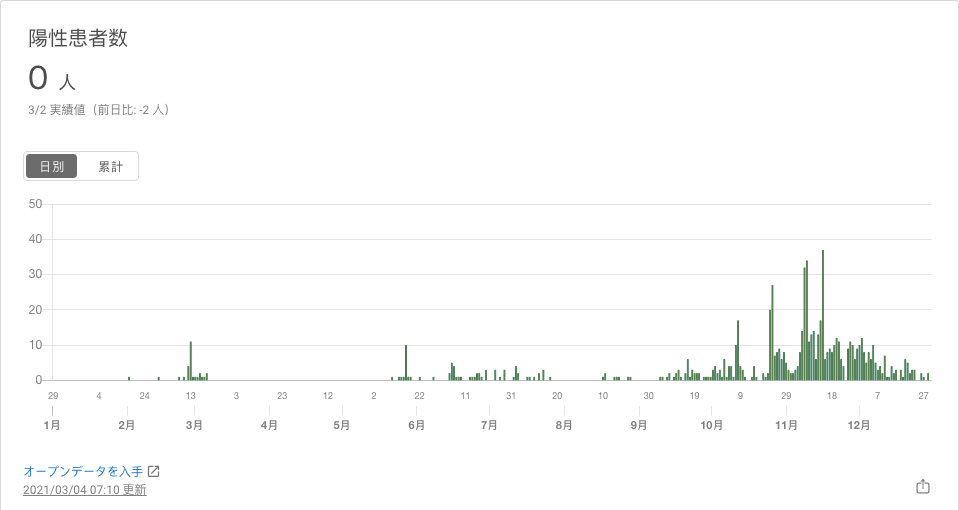 陽性患者数
0 人
3/2 実績値（前日比: -2 人）
日別 累計
50
40
30
20
10
0
29 4 24 13 3 23 12 2 22 11 31 20 10 30 19 9 29 18 7 27
1月 2月 3月 4月 5月 6月 7月 8月 9月 10月 11月 12月
オープンデータを入手
2021/03/04 07:10 更新